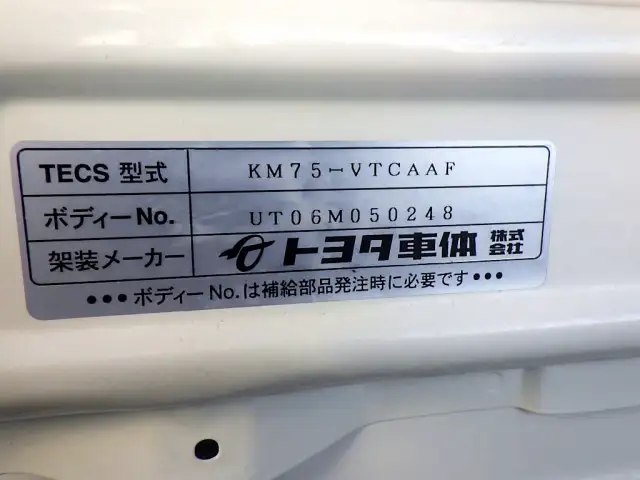 TECS 型式 KM75-VTCAAF
ボディーNo. UT06M050248
架装メーカー トヨタ車体 株式会社
●●●ボディーNo.は補給部品発注時に必要です●●●